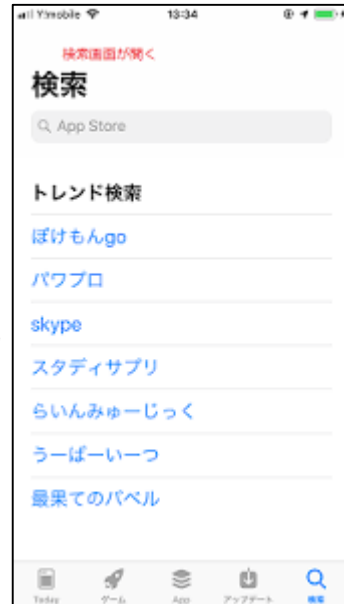 Y!mobile 13:34
検索画面が開く
検索
App Store
トレンド検索
ぽけもんgo
パワプロ
skype
スタディサプリ
らいんみゅーじっく
うーばーいーつ
最果てのバベル
Today ゲーム App アップデート 検索